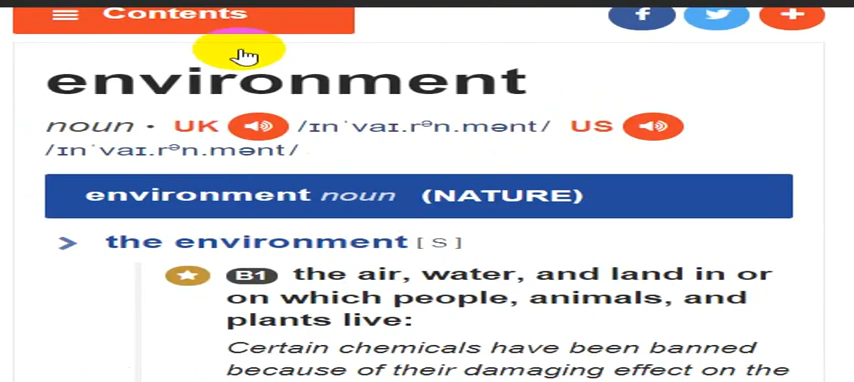 Contents
environment
noun • UK /ɪnˈvaɪ.rᵊn.mənt/ US
/ɪnˈvaɪ.rᵊn.mənt/
environment noun (NATURE)
the environment [ S ]
B1 the air, water, and land in or
on which people, animals, and
plants live:
Certain chemicals have been banned
because of their damaging effect on the